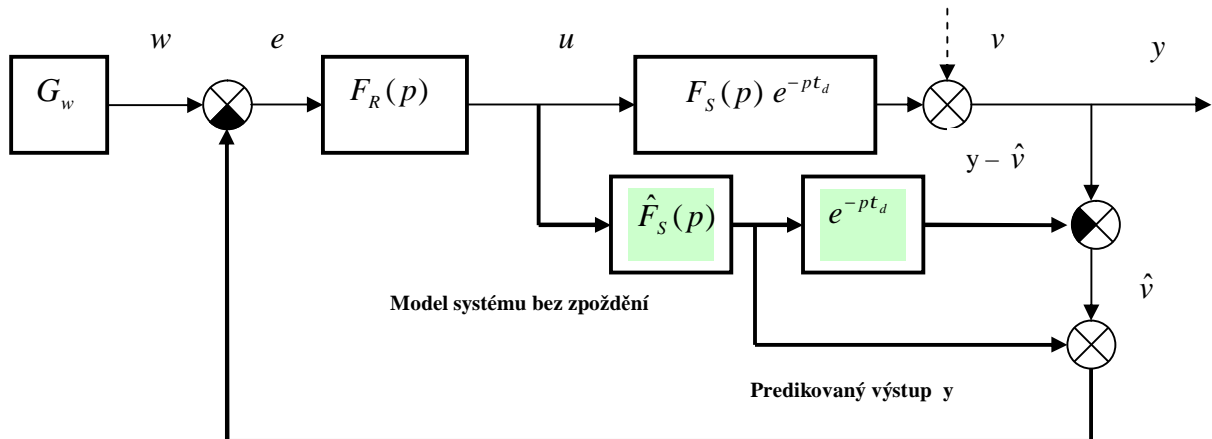 w e u v y
G_w F_R(p) F_S(p) e^{-pt_d}
y – v̂
F̂_S(p) e^{-pt_d}
v̂
Model systému bez zpoždění
Predikovaný výstup y